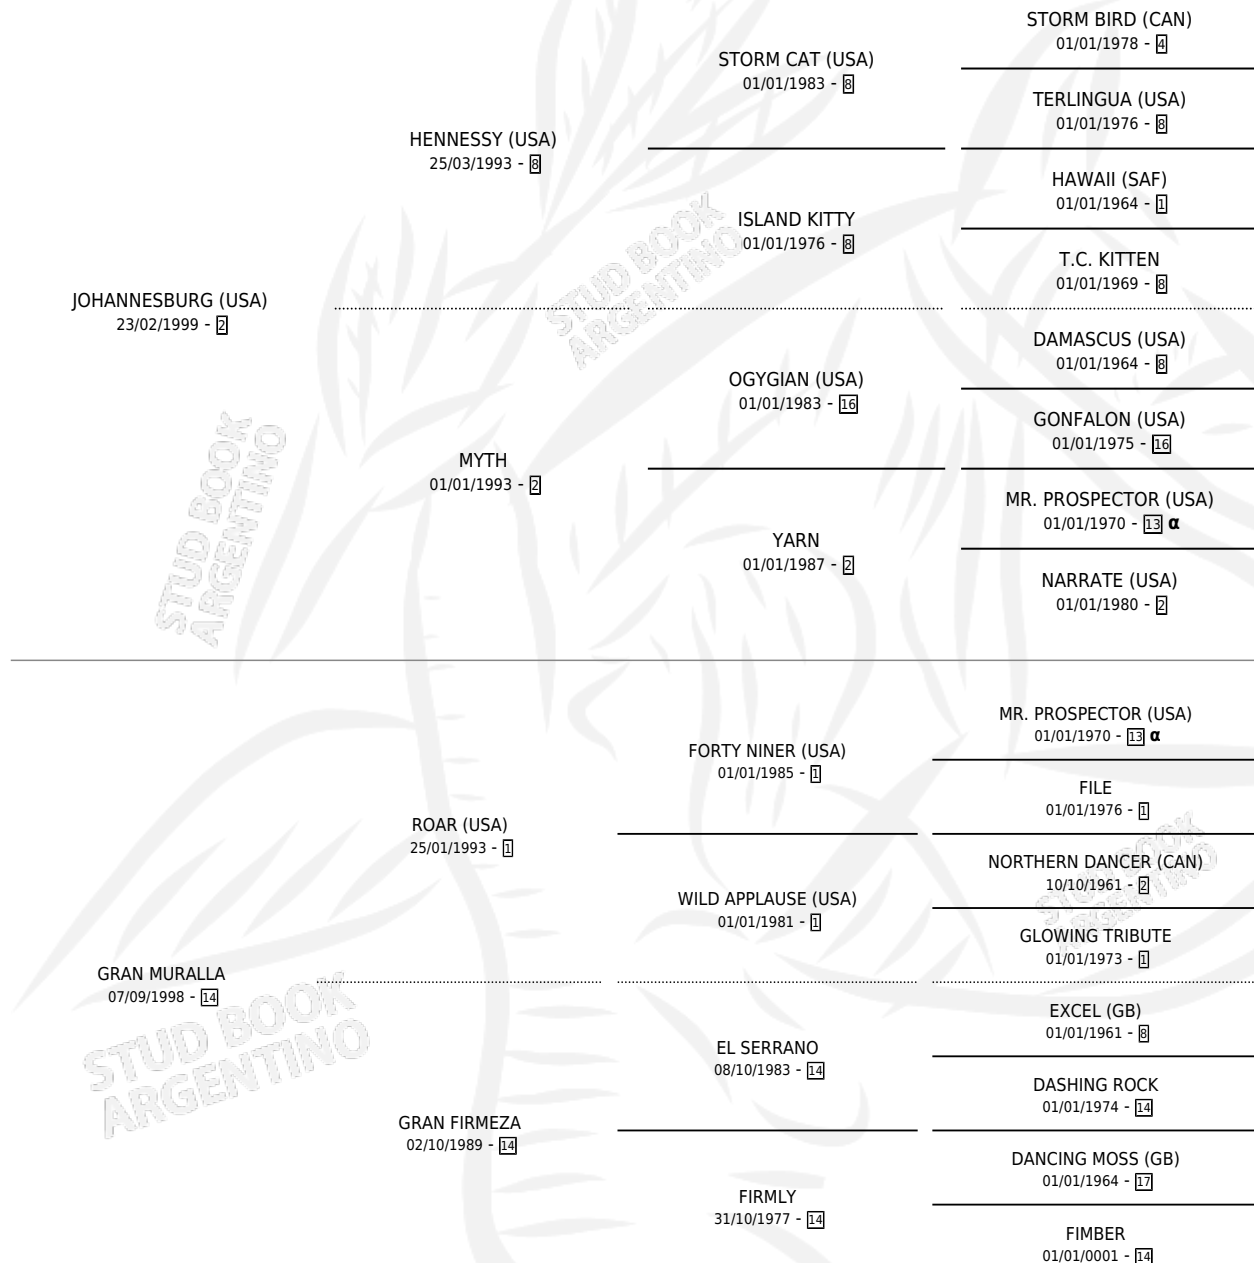 STORM BIRD (CAN)
01/01/1978 - 4
STORM CAT (USA)
01/01/1983 - 8
TERLINGUA (USA)
01/01/1976 - 8
HENNESSY (USA)
25/03/1993 - 8
HAWAII (SAF)
01/01/1964 - 1
ISLAND KITTY
01/01/1976 - 8
T.C. KITTEN
01/01/1969 - 8
JOHANNESBURG (USA)
23/02/1999 - 2
DAMASCUS (USA)
01/01/1964 - 8
OGYGIAN (USA)
01/01/1983 - 16
GONFALON (USA)
01/01/1975 - 16
MYTH
01/01/1993 - 2
MR. PROSPECTOR (USA)
01/01/1970 - 13 α
YARN
01/01/1987 - 2
NARRATE (USA)
01/01/1980 - 2
MR. PROSPECTOR (USA)
01/01/1970 - 13 α
FORTY NINER (USA)
01/01/1985 - 1
FILE
01/01/1976 - 1
ROAR (USA)
25/01/1993 - 1
NORTHERN DANCER (CAN)
10/10/1961 - 2
WILD APPLAUSE (USA)
01/01/1981 - 1
GLOWING TRIBUTE
01/01/1973 - 1
GRAN MURALLA
07/09/1998 - 14
EXCEL (GB)
01/01/1961 - 8
EL SERRANO
08/10/1983 - 14
DASHING ROCK
01/01/1974 - 14
GRAN FIRMEZA
02/10/1989 - 14
DANCING MOSS (GB)
01/01/1964 - 17
FIRMLY
31/10/1977 - 14
FIMBER
01/01/0001 - 14
STUD BOOK
ARGENTINO
STUD BOOK
ARGENTINO
STUD BOOK
ARGENTINO
STUD BOOK
ARGENTINO